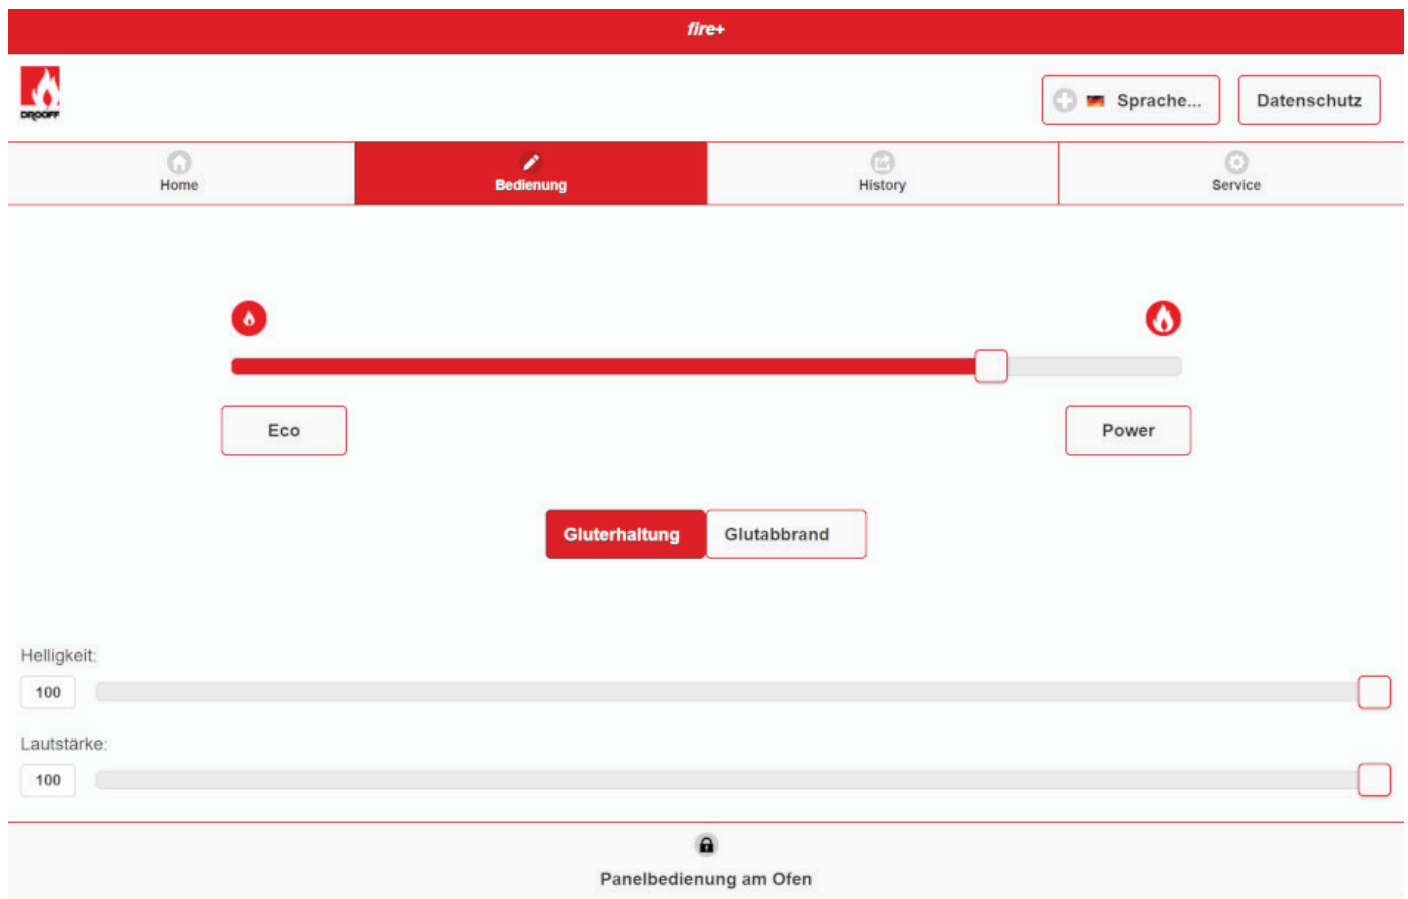 fire+
DROOFF
Sprache...
Datenschutz
Home
Bedienung
History
Service
Eco
Power
Gluterhaltung
Glutabbrand
Helligkeit:
100
Lautstärke:
100
Panelbedienung am Ofen